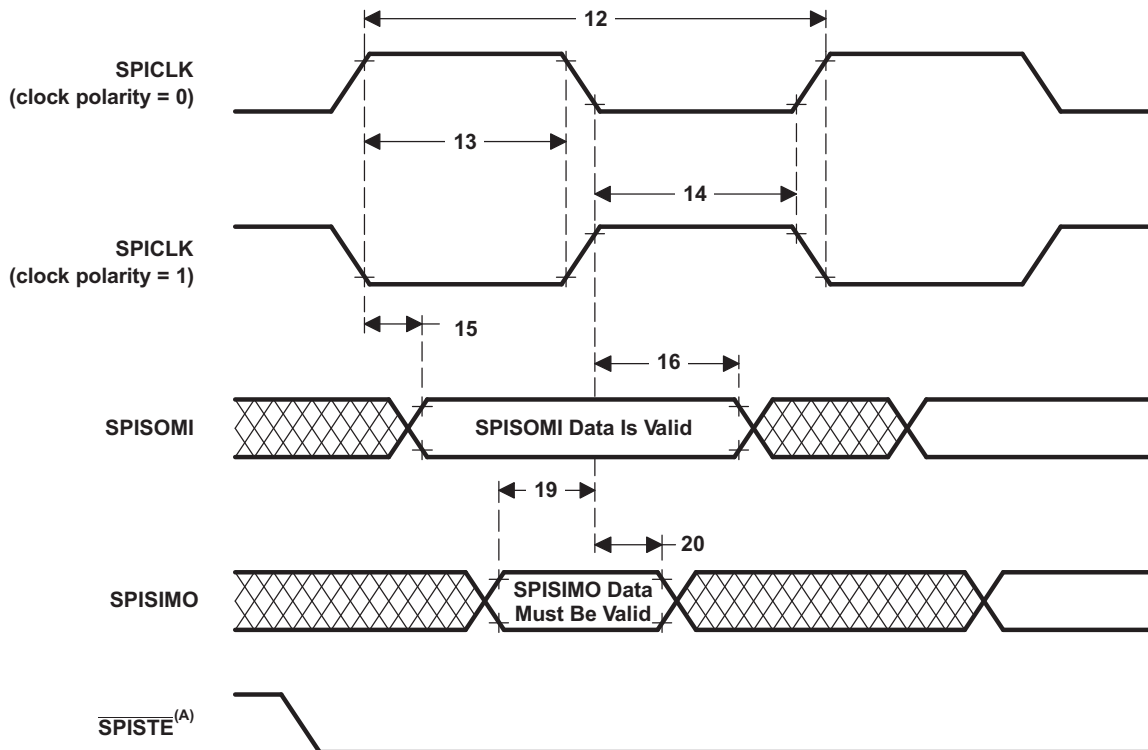 12
SPICLK
(clock polarity = 0)
13
14
SPICLK
(clock polarity = 1)
15
16
SPISOMI
SPISOMI Data Is Valid
19
20
SPISIMO
SPISIMO Data
Must Be Valid
SPISTE(A)